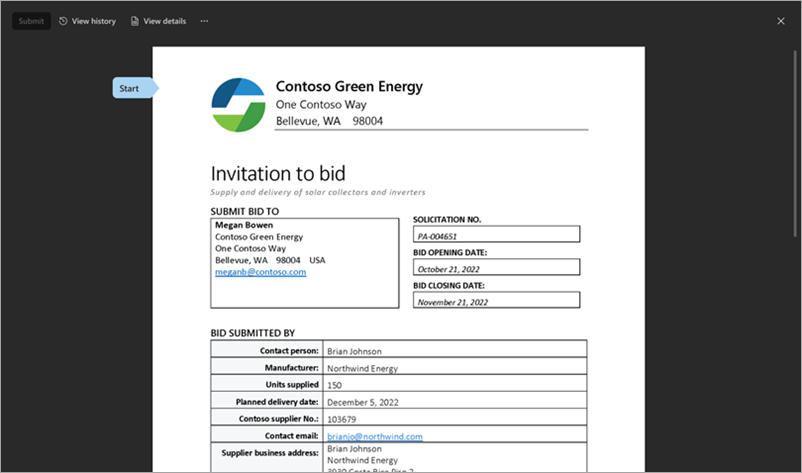 Submit View history View details ...
Start
Contoso Green Energy
One Contoso Way
Bellevue, WA 98004
Invitation to bid
Supply and delivery of solar collectors and inverters
SUBMIT BID TO
Megan Bowen
Contoso Green Energy
One Contoso Way
Bellevue, WA 98004 USA
meganb@contoso.com
SOLICITATION NO.
PA-004651
BID OPENING DATE:
October 21, 2022
BID CLOSING DATE:
November 21, 2022
BID SUBMITTED BY
Contact person: Brian Johnson
Manufacturer: Northwind Energy
Units supplied 150
Planned delivery date: December 5, 2022
Contoso supplier No.: 103679
Contact email: brianjo@northwind.com
Supplier business address: Brian Johnson
Northwind Energy